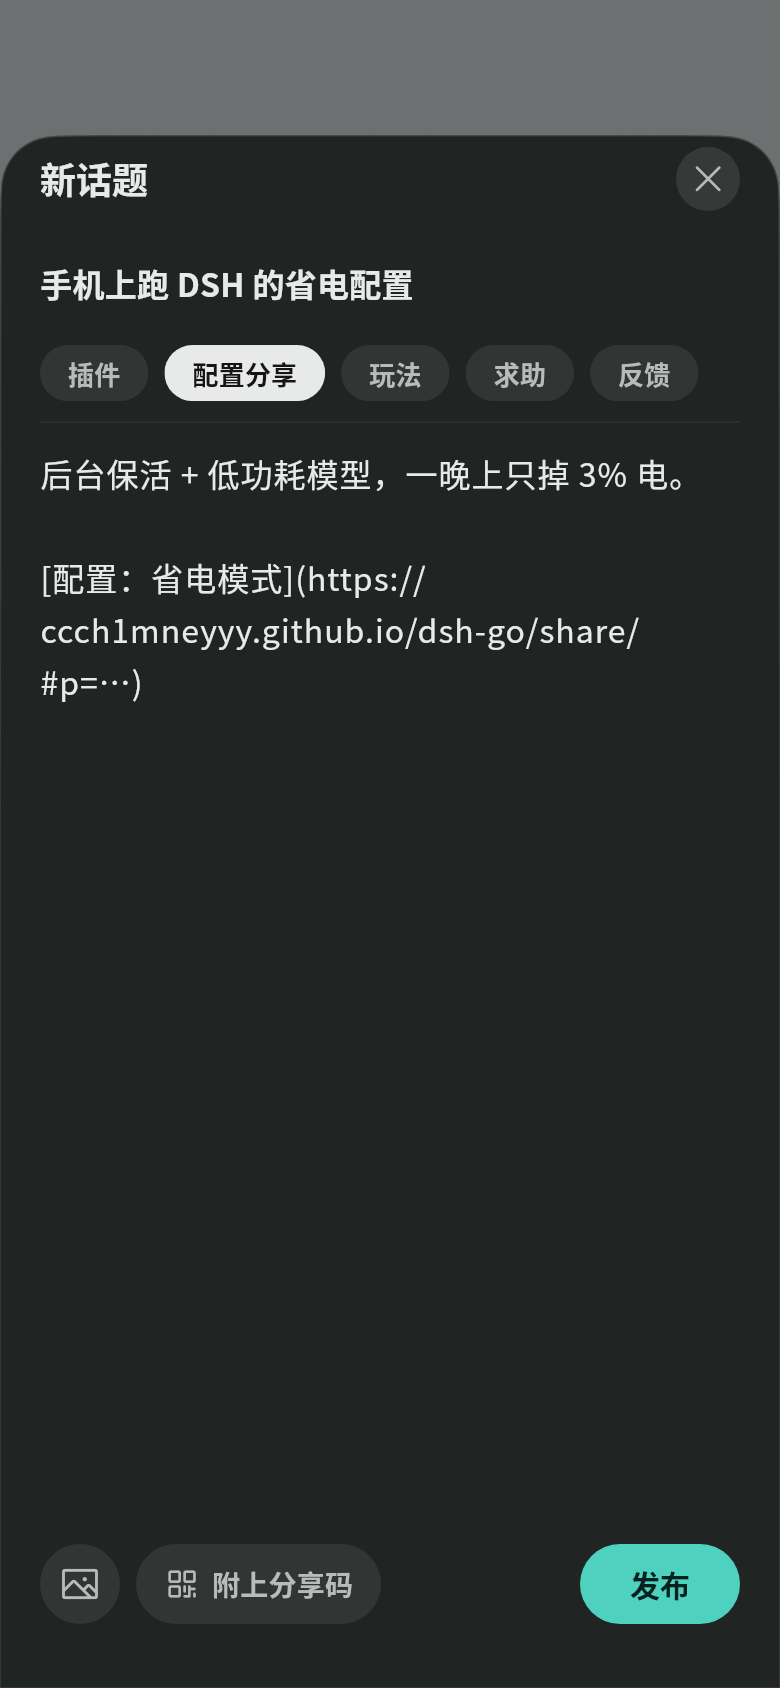 新话题
手机上跑 DSH 的省电配置
插件 配置分享 玩法 求助 反馈
后台保活 + 低功耗模型，一晚上只掉 3% 电。
[配置：省电模式](https://
ccch1mneyyy.github.io/dsh-go/share/
#p=…)
附上分享码 发布